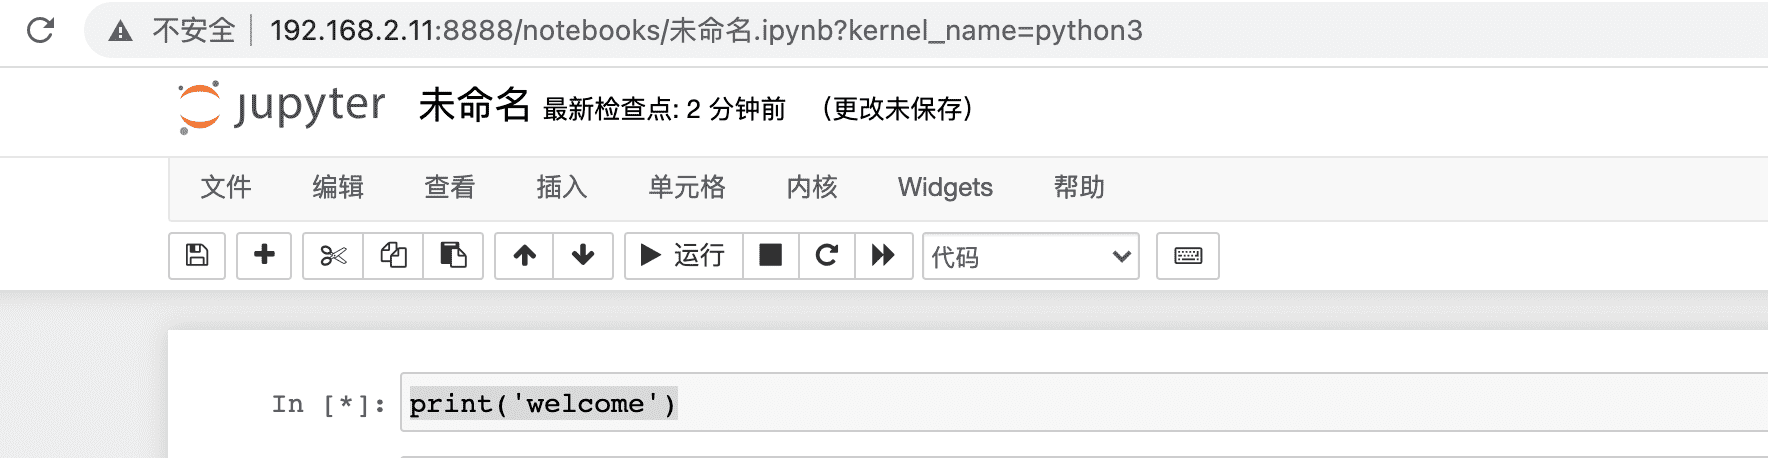 不安全 192.168.2.11:8888/notebooks/未命名.ipynb?kernel_name=python3
jupyter 未命名 最新检查点: 2 分钟前 （更改未保存）
文件 编辑 查看 插入 单元格 内核 Widgets 帮助
运行 代码
In [*]: print('welcome')